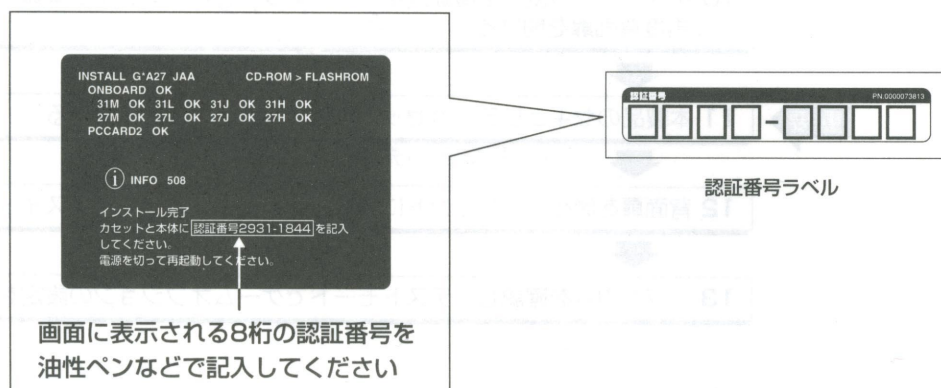 INSTALL G*A27 JAA CD-ROM > FLASHROM
ONBOARD OK
31M OK 31L OK 31J OK 31H OK
27M OK 27L OK 27J OK 27H OK
PCCARD2 OK
INFO 508
インストール完了
カセットと本体に 認証番号2931-1844 を記入
してください。
電源を切って再起動してください。
画面に表示される8桁の認証番号を
油性ペンなどで記入してください
認証番号 PN.0000073813
認証番号ラベル